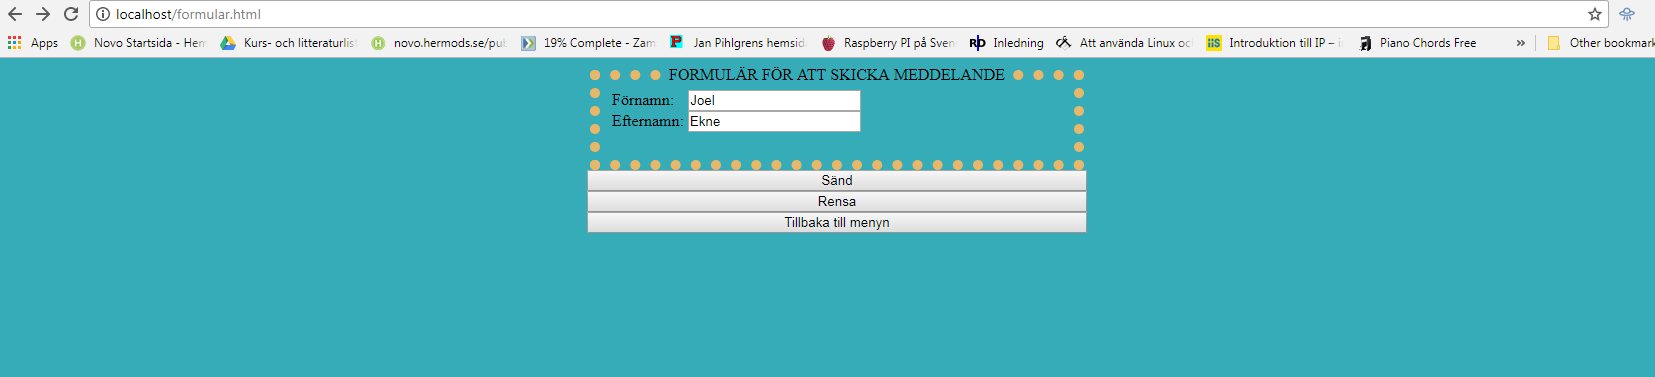 localhost/formular.html
Apps Novo Startsida - Her Kurs- och litteraturlist novo.hermods.se/pub 19% Complete - Zam Jan Pihlgrens hemsid Raspberry PI på Sven Inledning Att använda Linux oc Introduktion till IP – i Piano Chords Free » Other bookmark
FORMULÄR FÖR ATT SKICKA MEDDELANDE
Förnamn: Joel
Efternamn: Ekne
Sänd
Rensa
Tillbaka till menyn